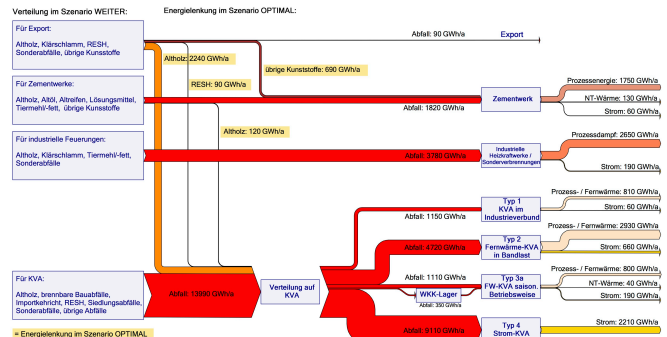 Verteilung im Szenario WEITER:
Energielenkung im Szenario OPTIMAL:
Für Export:
Altholz, Klärschlamm, RESH,
Sonderabfälle, übrige Kunststoffe
Abfall: 90 GWh/a
Export
Altholz: 2240 GWh/a
übrige Kunststoffe: 690 GWh/a
RESH: 90 GWh/a
Für Zementwerke:
Altholz, Altöl, Altreifen, Lösungsmittel,
Tiermehl/-fett, übrige Kunststoffe
Abfall: 1820 GWh/a
Zementwerk
Prozessenergie: 1750 GWh/a
NT-Wärme: 130 GWh/a
Strom: 60 GWh/a
Altholz: 120 GWh/a
Für industrielle Feuerungen:
Altholz, Klärschlamm, Tiermehl/-fett,
Sonderabfälle
Abfall: 3780 GWh/a
Industrielle
Heizkraftwerke /
Sonderverbrennungen
Prozessdampf: 2650 GWh/a
Strom: 190 GWh/a
Abfall: 1150 GWh/a
Typ 1
KVA im
Industrieverbund
Prozess- / Fernwärme: 810 GWh/a
Strom: 60 GWh/a
Abfall: 4720 GWh/a
Typ 2
Fernwärme-KVA
in Bandlast
Prozess- / Fernwärme: 2930 GWh/a
Strom: 660 GWh/a
Für KVA:
Altholz, brennbare Bauabfälle,
Importkehricht, RESH, Siedlungsabfälle,
Sonderabfälle, übrige Abfälle
Abfall: 13990 GWh/a
Verteilung auf
KVA
Abfall: 1110 GWh/a
WKK-Lager
Abfall: 350 GWh/a
Typ 3a
FW-KVA saison.
Betriebsweise
Prozess- / Fernwärme: 800 GWh/a
NT-Wärme: 40 GWh/a
Strom: 190 GWh/a
Abfall: 9110 GWh/a
Typ 4
Strom-KVA
Strom: 2210 GWh/a
= Energielenkung im Szenario OPTIMAL